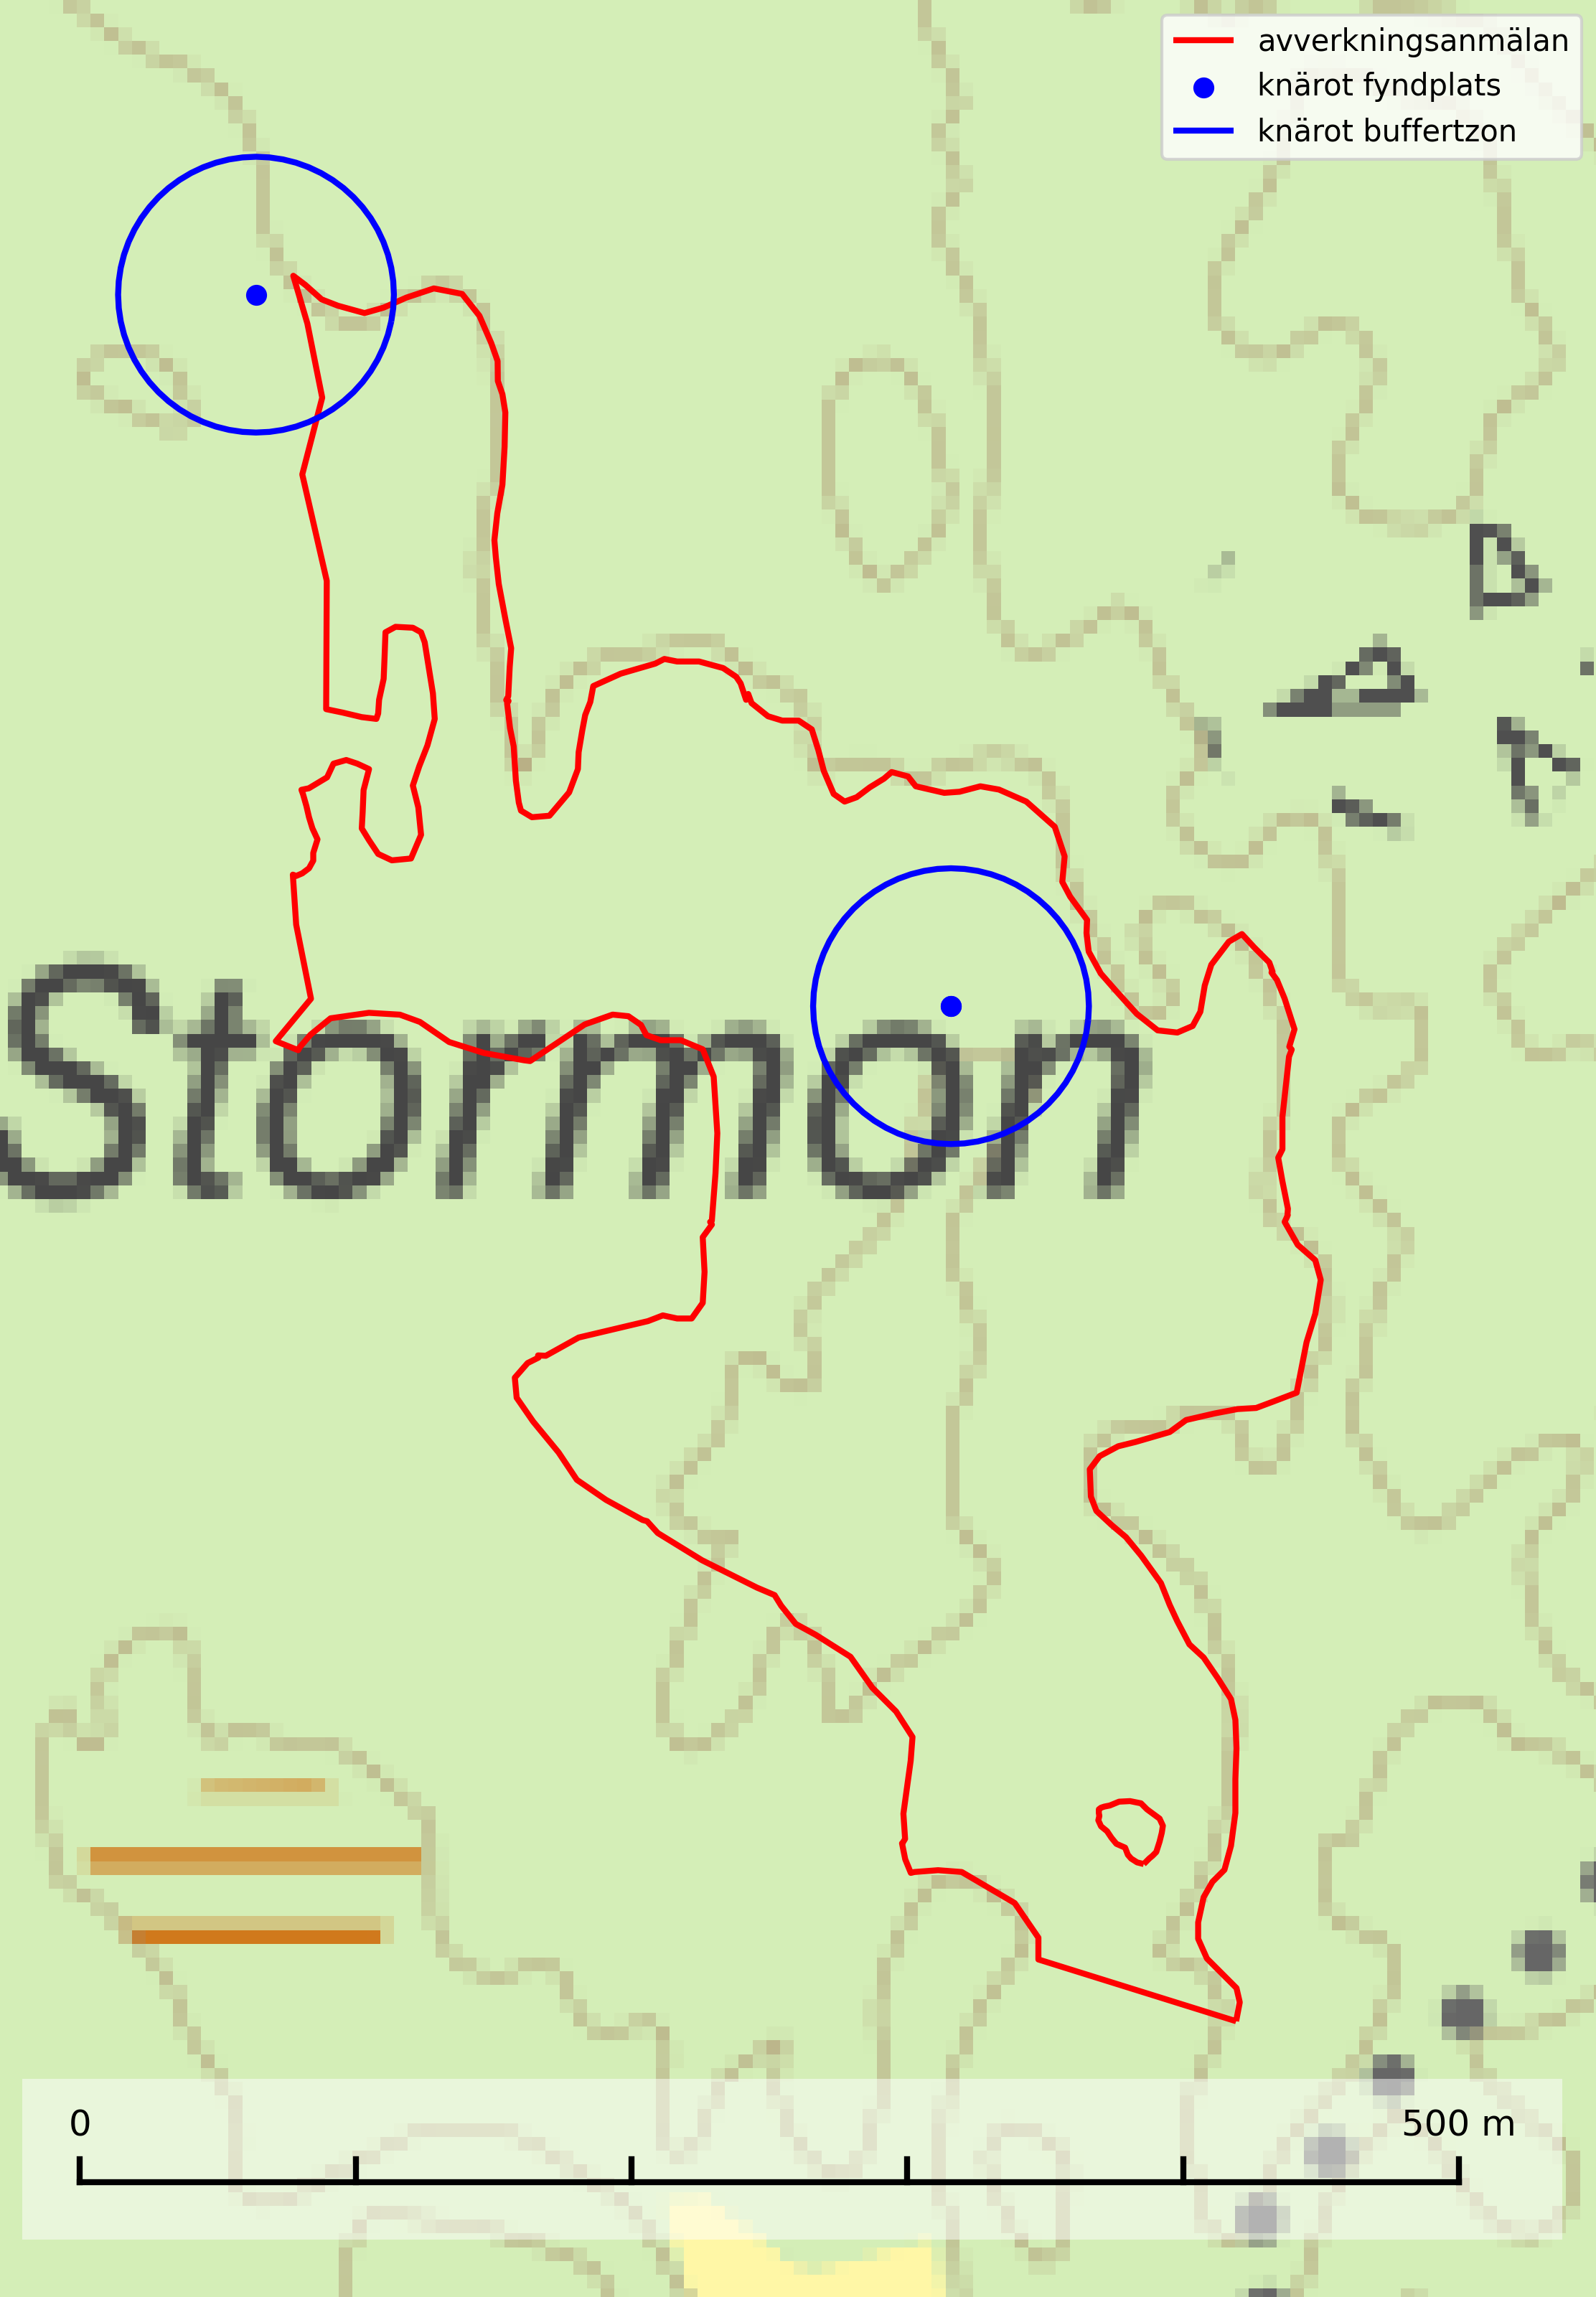 avverkningsanmälan
knärot fyndplats
knärot buffertzon
Stormon
0 500 m